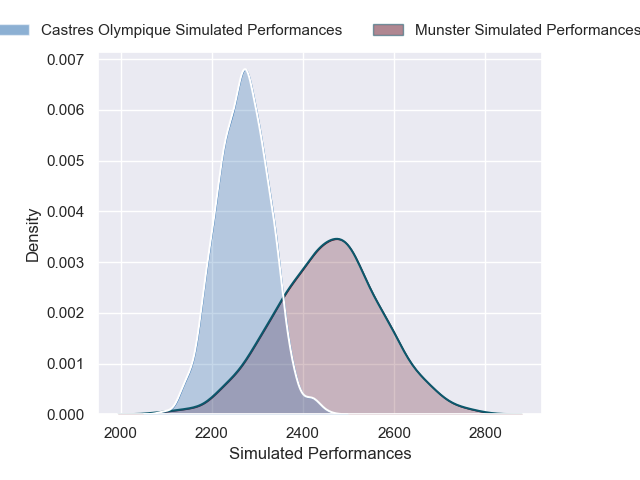 Castres Olympique Simulated Performances
Munster Simulated Performances
0.007
0.006
0.005
0.004
0.003
0.002
0.001
0.000
Density
2000 2200 2400 2600 2800
Simulated Performances